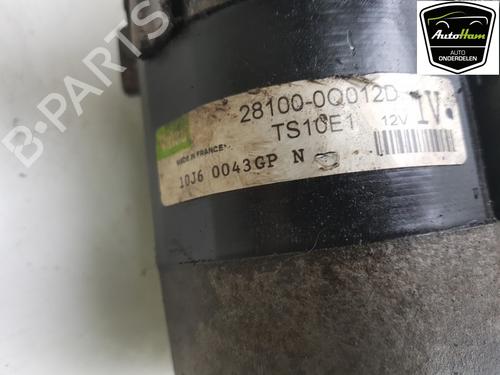 AutoHam
AUTO
ONDERDELEN
28100-0Q012D
TS10E1 12V IV.
MADE IN FRANCE
10J6 0043GP N
B-PARTS